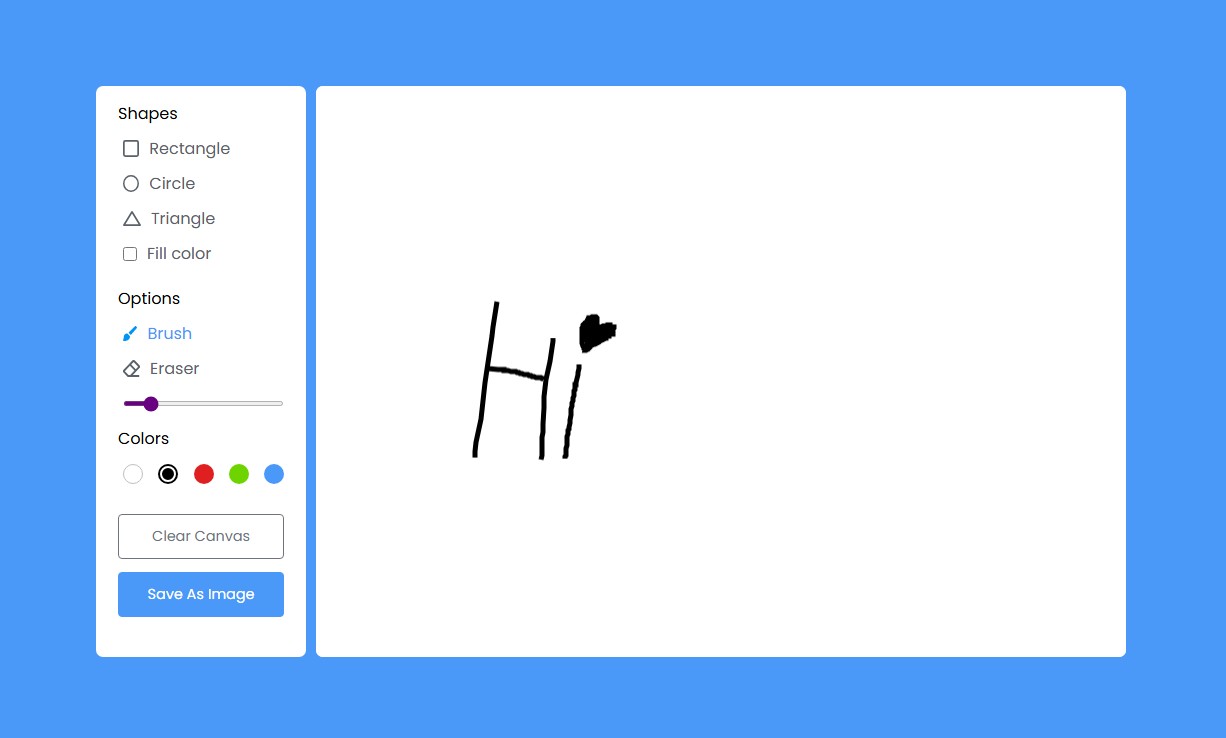 Shapes
Rectangle
Circle
Triangle
Fill color
Options
Brush
Eraser
Colors
Clear Canvas
Save As Image
Hi